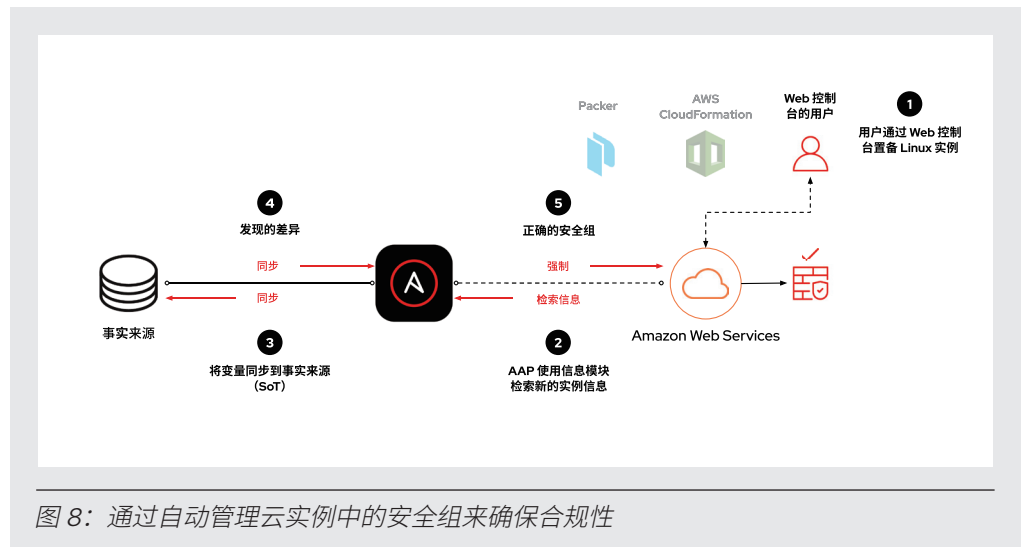 Packer
AWS
CloudFormation
Web 控制
台的用户
1
用户通过 Web 控制
台置备 Linux 实例
4
发现的差异
5
正确的安全组
同步
强制
同步
检索信息
事实来源
Amazon Web Services
3
将变量同步到事实来源
（SoT）
2
AAP 使用信息模块
检索新的实例信息
图 8：通过自动管理云实例中的安全组来确保合规性